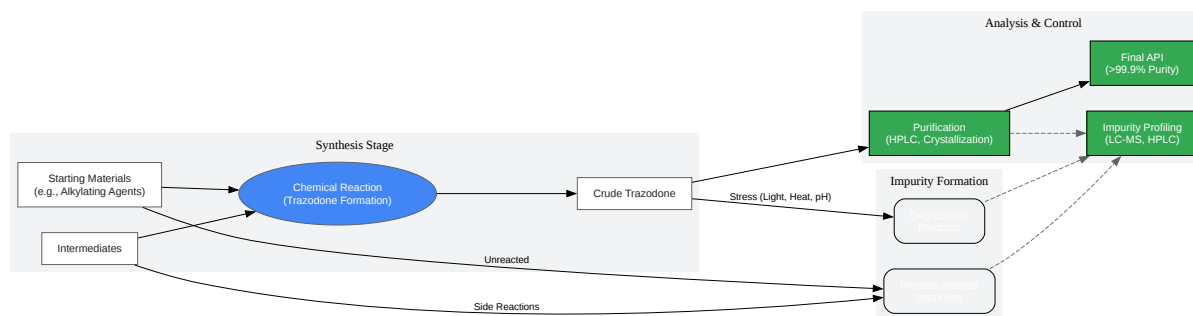 Analysis & Control
Final API
(>99.9% Purity)
Purification
(HPLC, Crystallization)
Impurity Profiling
(LC-MS, HPLC)
Synthesis Stage
Starting Materials
(e.g., Alkylating Agents)
Chemical Reaction
(Trazodone Formation)
Crude Trazodone
Intermediates
Impurity Formation
Stress (Light, Heat, pH)
Degradation
Products
Unreacted
Process-Related
Impurities
Side Reactions